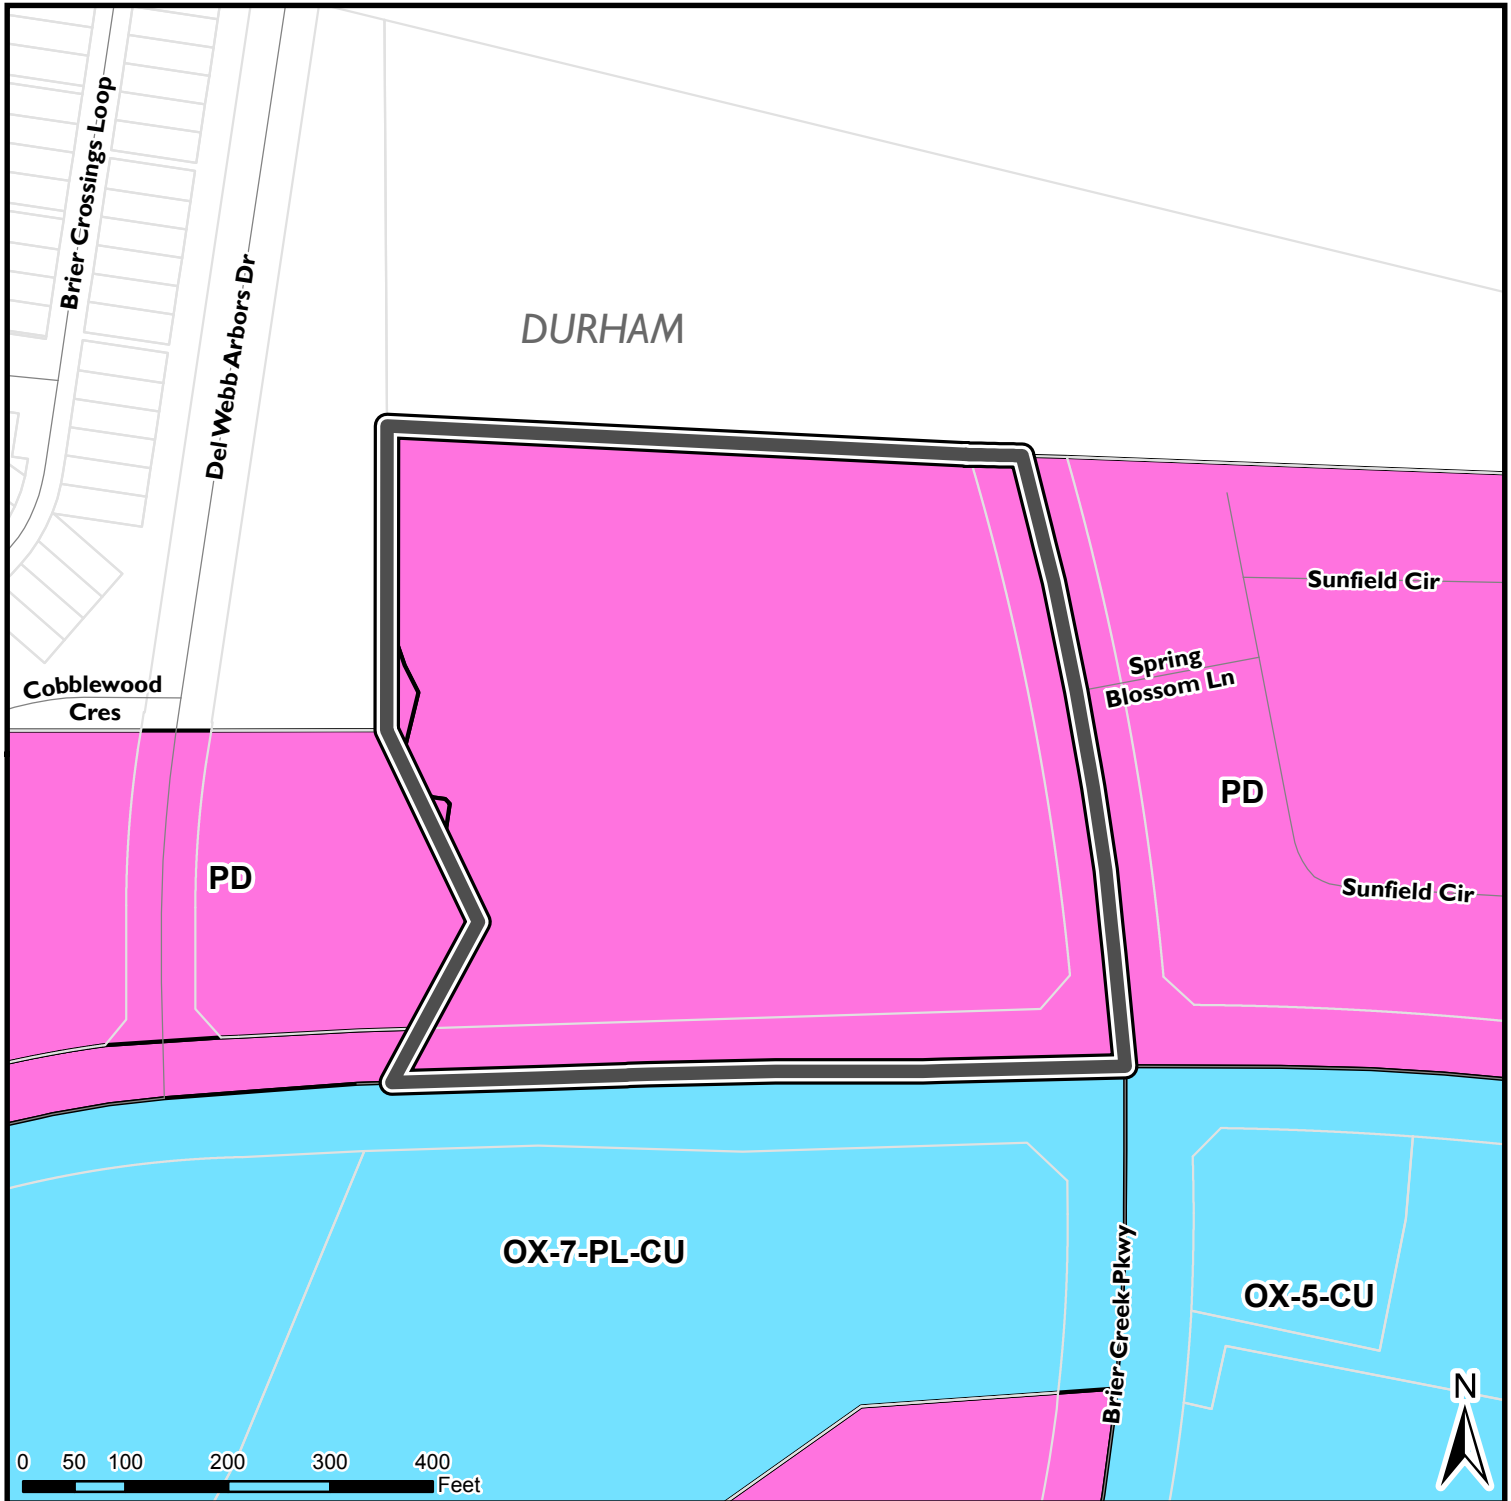 Brier Crossings Loop
Del Webb Arbors Dr
DURHAM
Sunfield Cir
Spring
Blossom Ln
Cobblewood
Cres
PD
PD
Sunfield Cir
OX-7-PL-CU
OX-5-CU
Brier Creek Pkwy
N
0 50 100 200 300 400
Feet